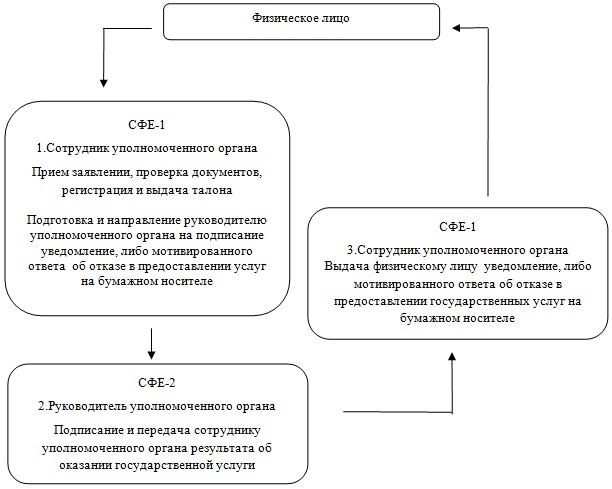 Физическое лицо
СФЕ-1
1.Сотрудник уполномоченного органа
Прием заявлении, проверка документов,
регистрация и выдача талона
Подготовка и направление руководителю
уполномоченного органа на подписание
уведомление, либо мотивированного
ответа об отказе в предоставлении услуг
на бумажном носителе
СФЕ-2
2.Руководитель уполномоченного органа
Подписание и передача сотруднику
уполномоченного органа результата об
оказании государственной услуги
СФЕ-1
3.Сотрудник уполномоченного органа
Выдача физическому лицу уведомление, либо
мотивированного ответа об отказе в
предоставлении государственных услуг на
бумажном носителе